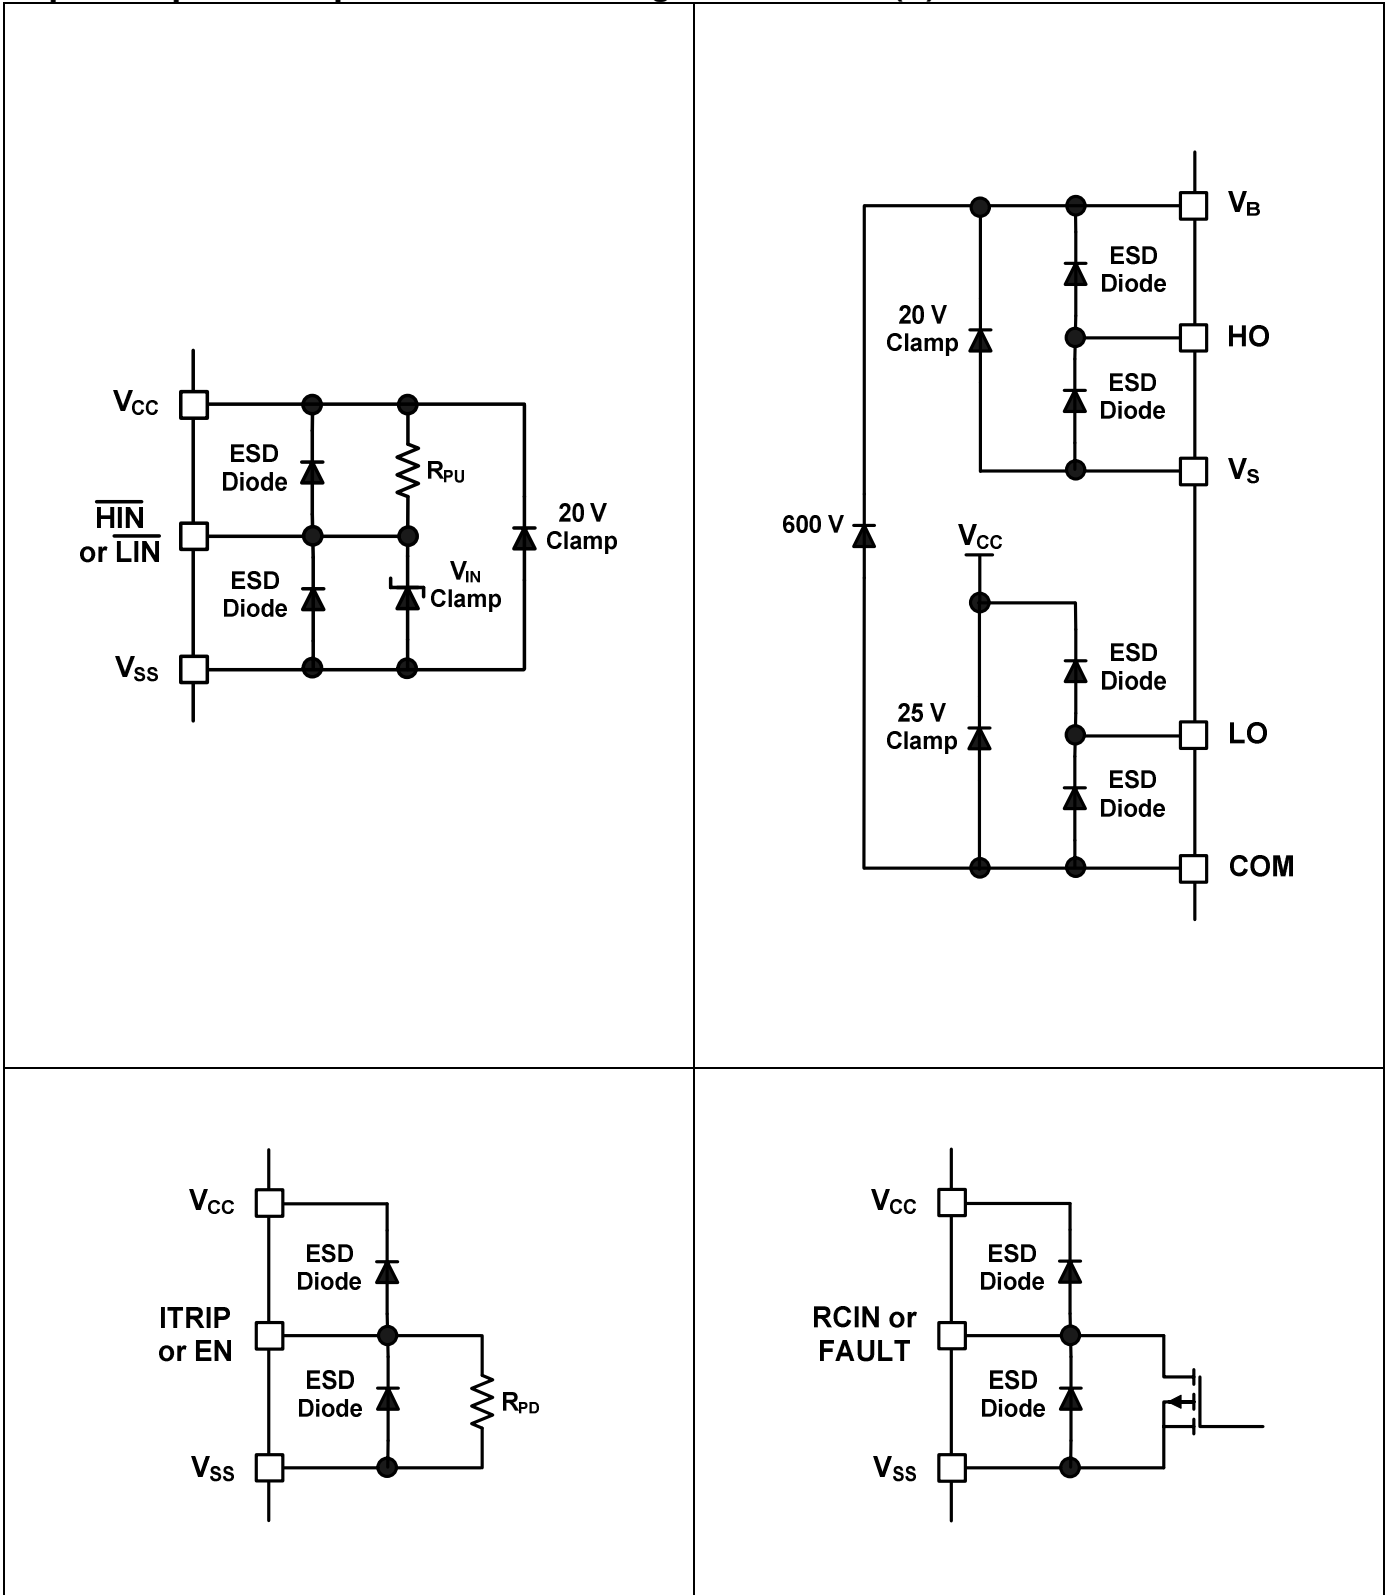 VCC
ESD
Diode
RPU
20 V
Clamp
HIN
or LIN
ESD
Diode
VIN
Clamp
VSS
VB
ESD
Diode
20 V
Clamp
HO
ESD
Diode
VS
600 V
VCC
ESD
Diode
25 V
Clamp
LO
ESD
Diode
COM
VCC
ESD
Diode
ITRIP
or EN
ESD
Diode
RPD
VSS
VCC
ESD
Diode
RCIN or
FAULT
ESD
Diode
VSS